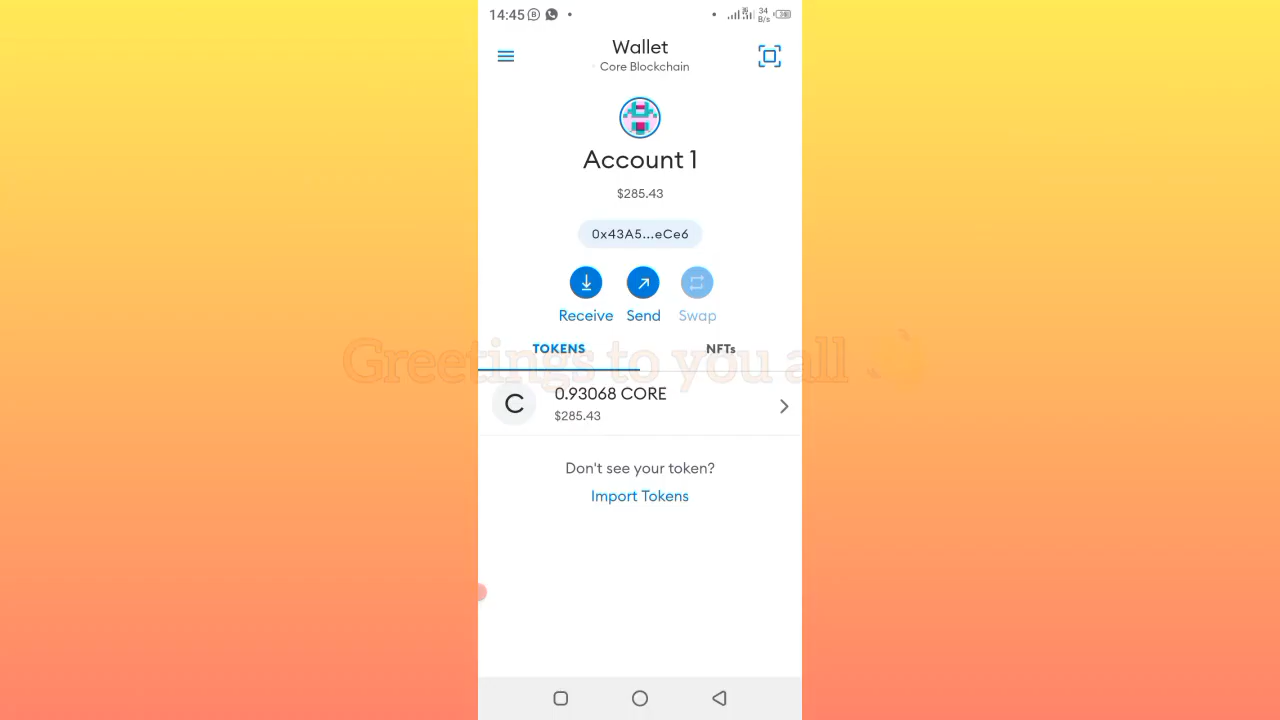 14:45
34
B/s
Wallet
Core Blockchain
Account 1
$285.43
0x43A5...eCe6
Receive Send Swap
TOKENS NFTs
Greetings to you all
C 0.93068 CORE
$285.43
Don't see your token?
Import Tokens